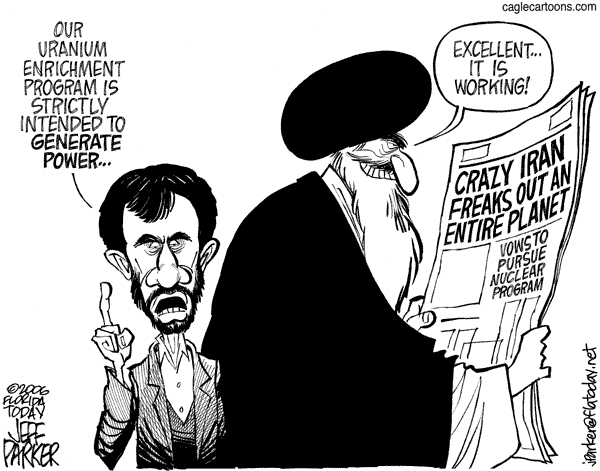 caglecartoons.com
OUR
URANIUM
ENRICHMENT
PROGRAM IS
STRICTLY
INTENDED TO
GENERATE
POWER...
EXCELLENT...
IT IS
WORKING!
CRAZY IRAN
FREAKS OUT AN
ENTIRE PLANET
VOWS TO
PURSUE
NUCLEAR
PROGRAM
©2006
FLORIDA
TODAY
JEFF
PARKER
jparker@flatoday.net